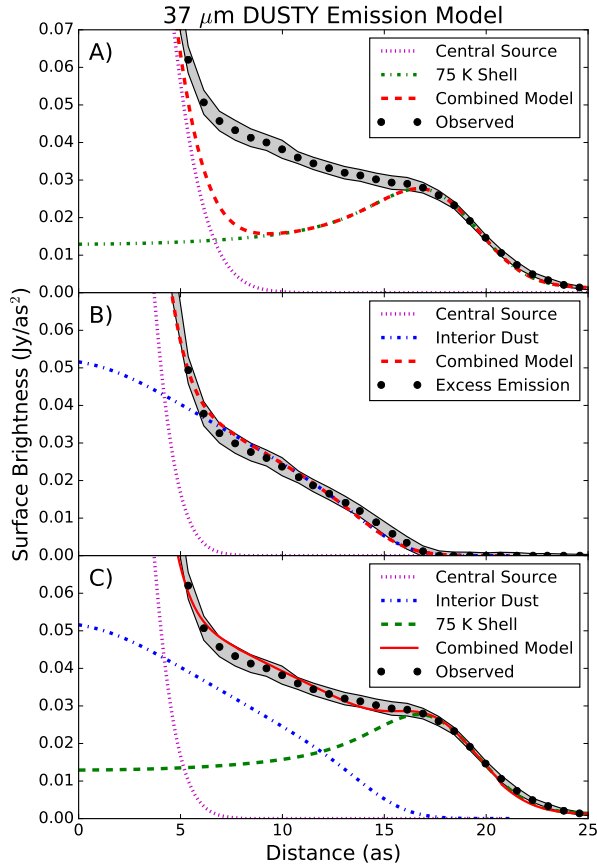 37 μm DUSTY Emission Model
Surface Brightness (Jy/as²)
0.07
0.06
0.05
0.04
0.03
0.02
0.01
0.00
A)
Central Source
75 K Shell
Combined Model
Observed
0.06
0.05
0.04
0.03
0.02
0.01
0.00
B)
Central Source
Interior Dust
Combined Model
Excess Emission
0.06
0.05
0.04
0.03
0.02
0.01
0.00
C)
Central Source
Interior Dust
75 K Shell
Combined Model
Observed
0 5 10 15 20 25
Distance (as)